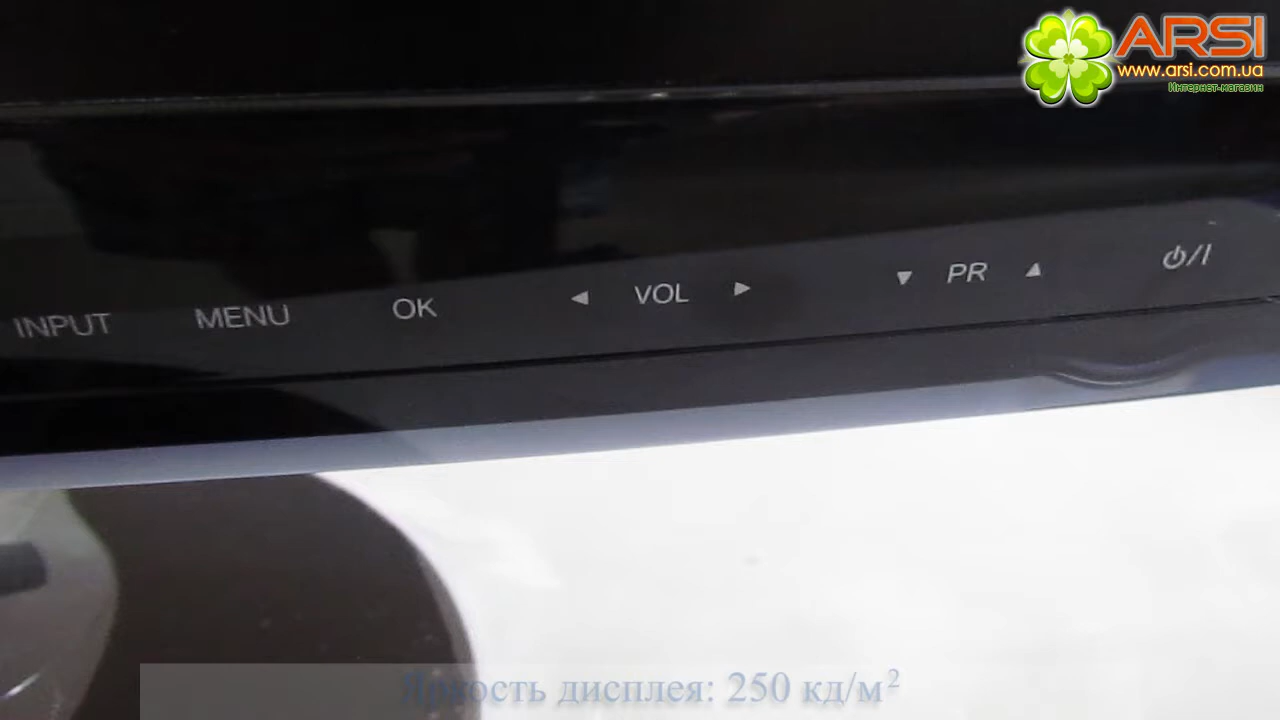 ARSI
www.arsi.com.ua
Интернет-магазин
INPUT MENU OK ◄ VOL ► ▼ PR ▲ ⏻/I
Яркость дисплея: 250 кд/м²